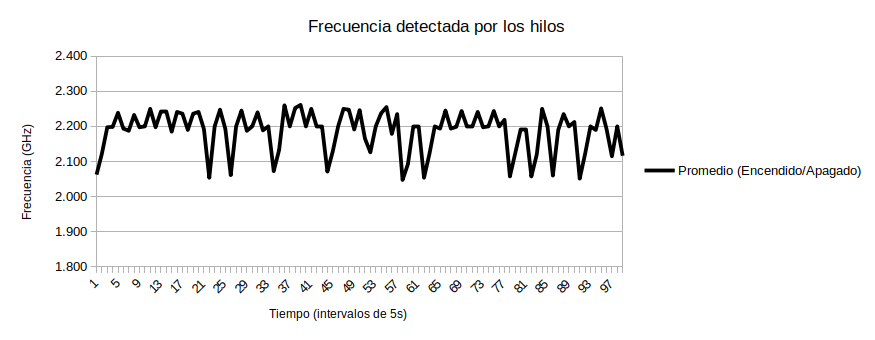 Frecuencia detectada por los hilos
2.400
2.300
2.200
2.100
2.000
1.900
1.800
Frecuencia (GHz)
1 5 9 13 17 21 25 29 33 37 41 45 49 53 57 61 65 69 73 77 81 85 89 93 97
Tiempo (intervalos de 5s)
Promedio (Encendido/Apagado)